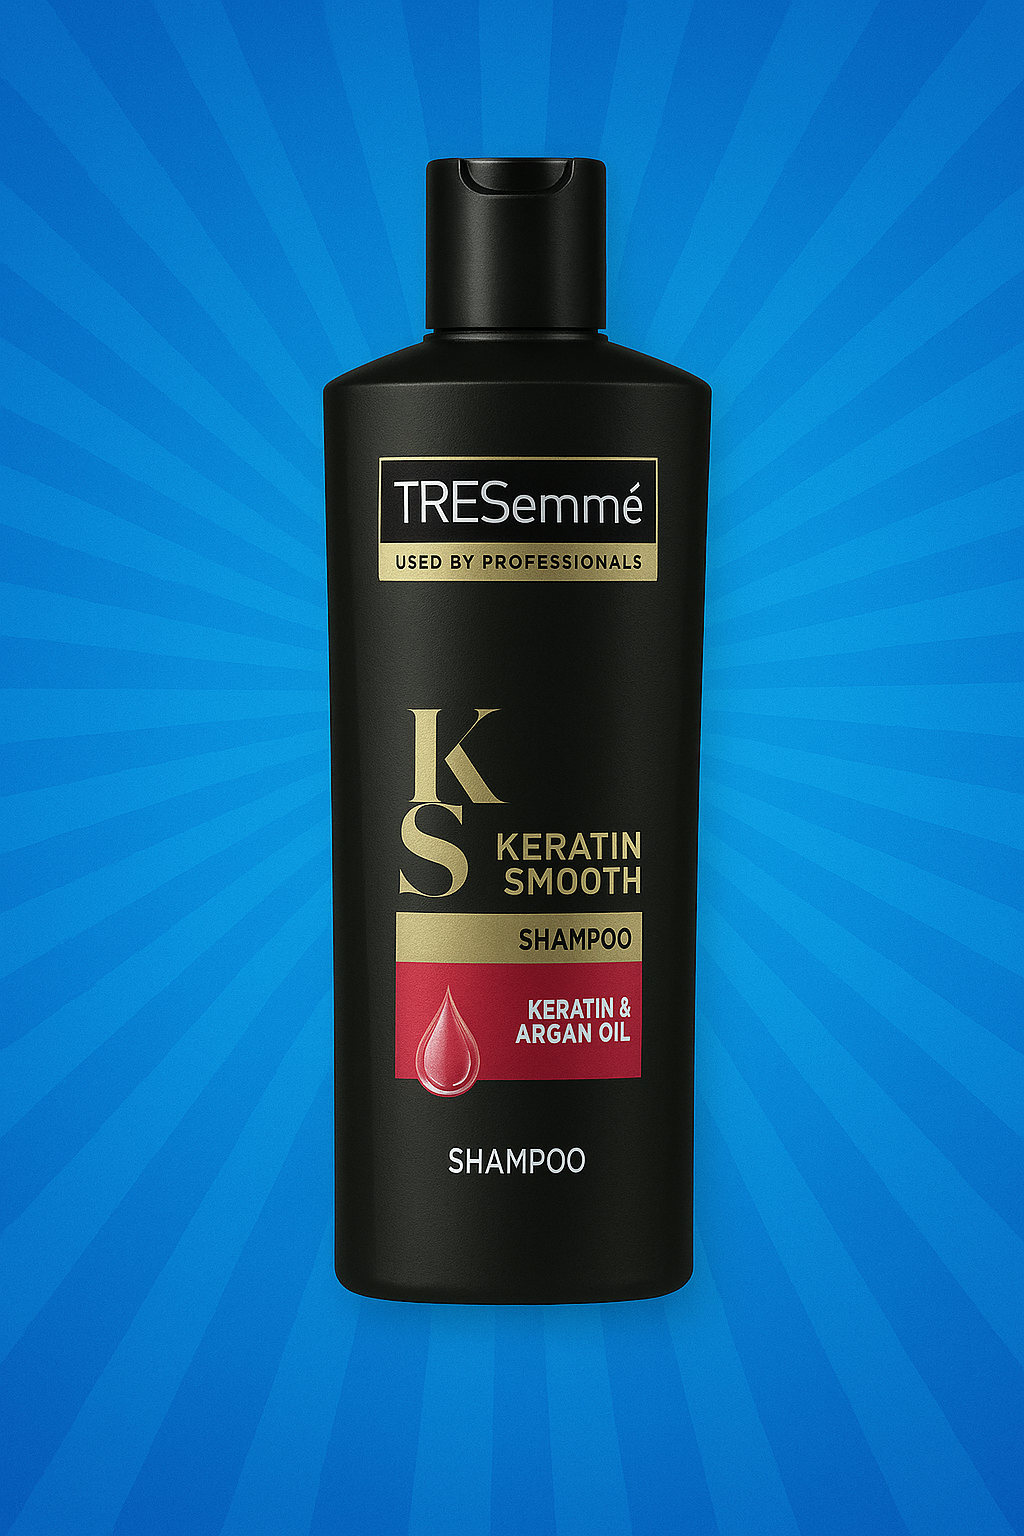 TRESemmé
USED BY PROFESSIONALS
KS
KERATIN
SMOOTH
SHAMPOO
KERATIN &
ARGAN OIL
SHAMPOO